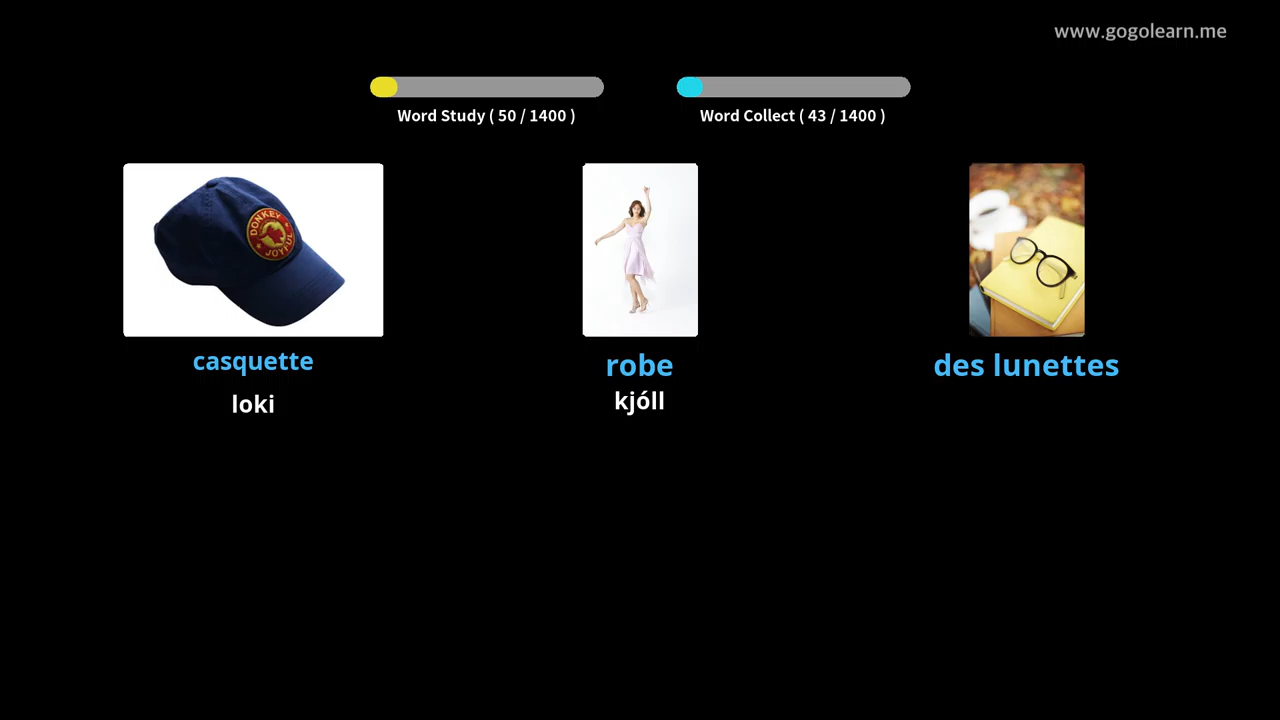 www.gogolearn.me
Word Study ( 50 / 1400 )
Word Collect ( 43 / 1400 )
DONKEY
JOYFUL
casquette
loki
robe
kjóll
des lunettes